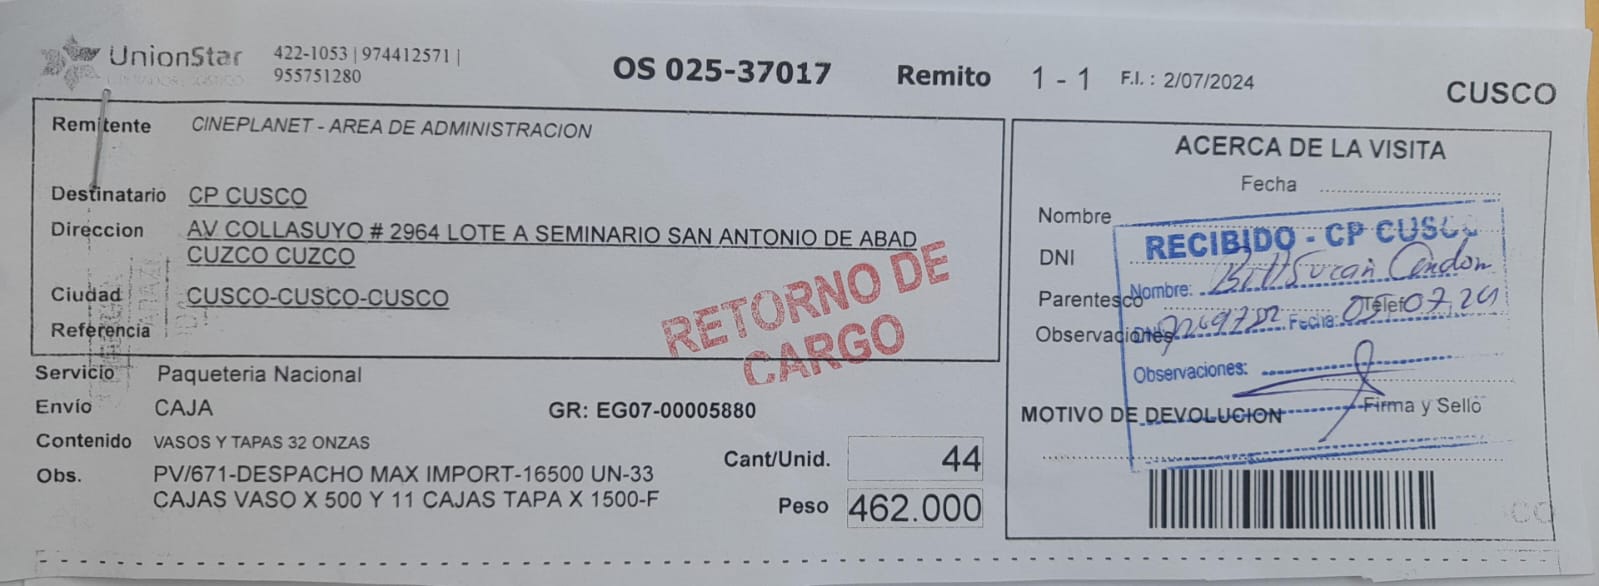 UnionStar 422-1053 | 974412571 |
955751280
OS 025-37017 Remito 1 - 1 F.I. : 2/07/2024
CUSCO
Remitente CINEPLANET - AREA DE ADMINISTRACION
Destinatario CP CUSCO
Direccion AV COLLASUYO # 2964 LOTE A SEMINARIO SAN ANTONIO DE ABAD
CUZCO CUZCO
Ciudad CUSCO-CUSCO-CUSCO
Referencia
RETORNO DE
CARGO
Servicio Paqueteria Nacional
Envío CAJA GR: EG07-00005880
Contenido VASOS Y TAPAS 32 ONZAS
Obs. PV/671-DESPACHO MAX IMPORT-16500 UN-33
CAJAS VASO X 500 Y 11 CAJAS TAPA X 1500-F
Cant/Unid. 44
Peso 462.000
ACERCA DE LA VISITA
Fecha
Nombre
DNI
Parentesco
Telef
Observaciones
MOTIVO DE DEVOLUCION Firma y Sello
RECIBIDO - CP CUSCO
Nombre:
Fecha: 05 07 24
Observaciones: